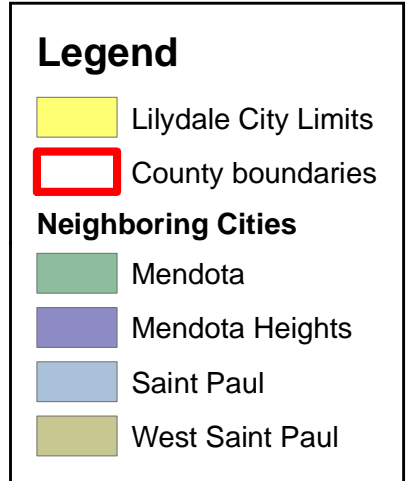 Legend
Lilydale City Limits
County boundaries
Neighboring Cities
Mendota
Mendota Heights
Saint Paul
West Saint Paul